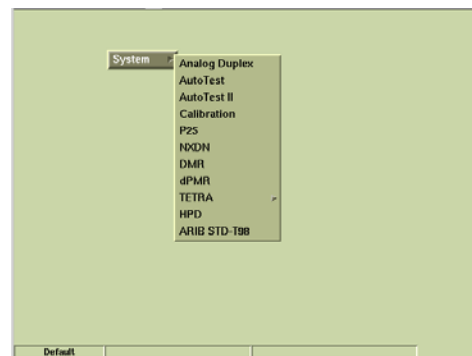 System
Analog Duplex
AutoTest
AutoTest II
Calibration
P25
NXDN
DMR
dPMR
TETRA
HPD
ARIB STD-T98
Default